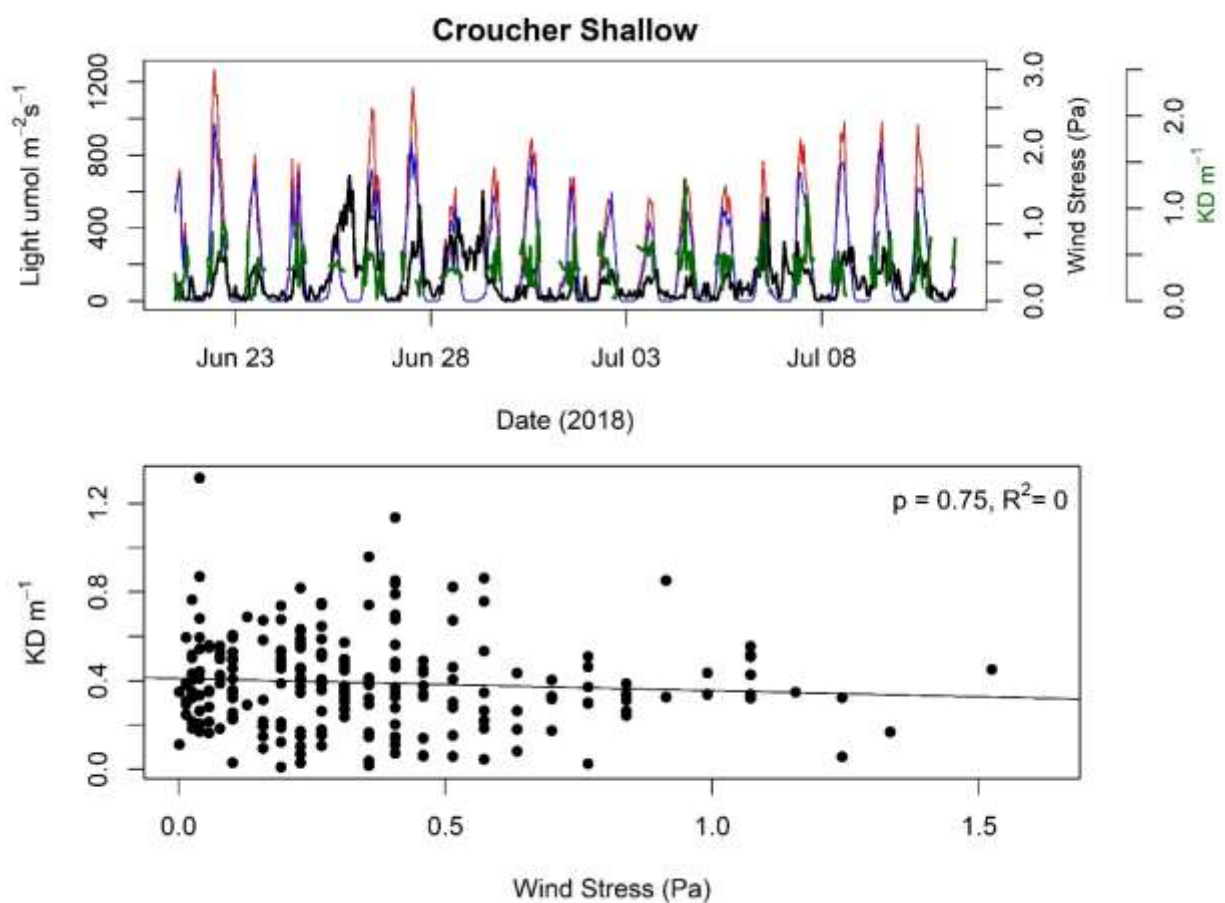 Croucher Shallow
Light umol m⁻²s⁻¹
0 400 800 1200
0.0 1.0 2.0 3.0
Wind Stress (Pa)
0.0 1.0 2.0
KD m⁻¹
Jun 23 Jun 28 Jul 03 Jul 08
Date (2018)
KD m⁻¹
0.0 0.4 0.8 1.2
p = 0.75, R²= 0
0.0 0.5 1.0 1.5
Wind Stress (Pa)